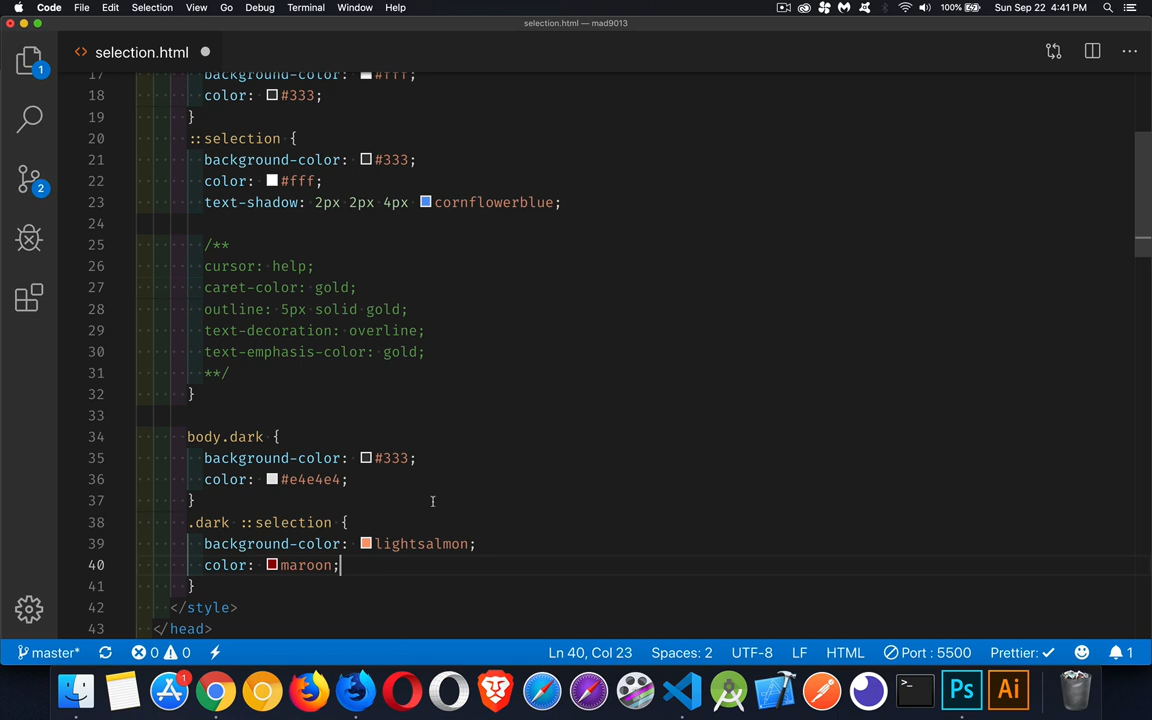 Code File Edit Selection View Go Debug Terminal Window Help 100% Sun Sep 22 4:41 PM
selection.html — mad9013
<> selection.html
1
2
17 background-color: #fff;
18 color: #333;
19 }
20 ::selection {
21 background-color: #333;
22 color: #fff;
23 text-shadow: 2px 2px 4px cornflowerblue;
24
25 /**
26 cursor: help;
27 caret-color: gold;
28 outline: 5px solid gold;
29 text-decoration: overline;
30 text-emphasis-color: gold;
31 **/
32 }
33
34 body.dark {
35 background-color: #333;
36 color: #e4e4e4;
37 }
38 .dark ::selection {
39 background-color: lightsalmon;
40 color: maroon;
41 }
42 </style>
43 </head>
master* 0 0 Ln 40, Col 23 Spaces: 2 UTF-8 LF HTML Port : 5500 Prettier: 1
1
>_
Ps
Ai